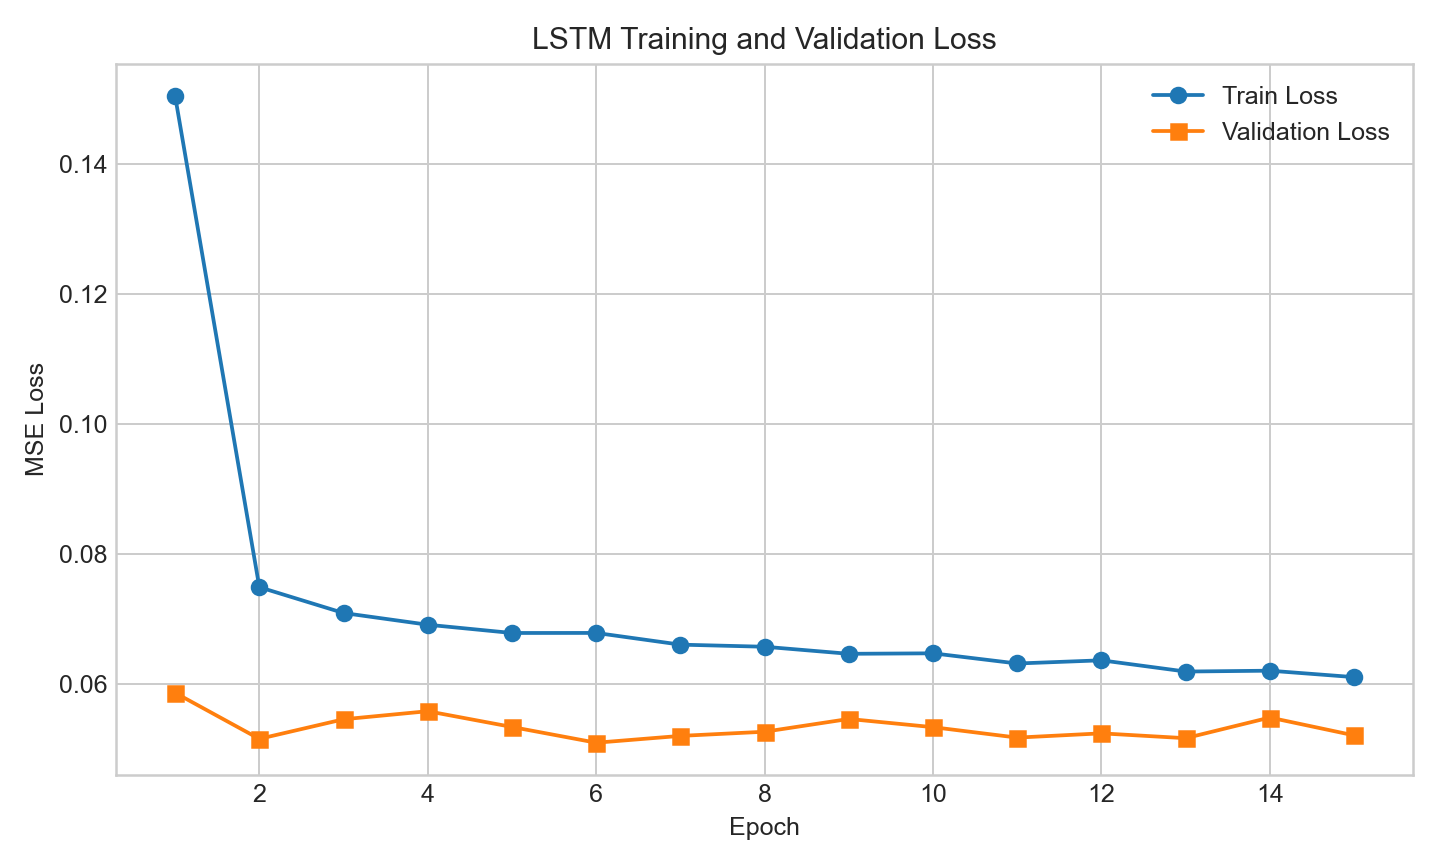 LSTM Training and Validation Loss
Train Loss
Validation Loss
0.14
0.12
0.10
0.08
0.06
MSE Loss
2 4 6 8 10 12 14
Epoch